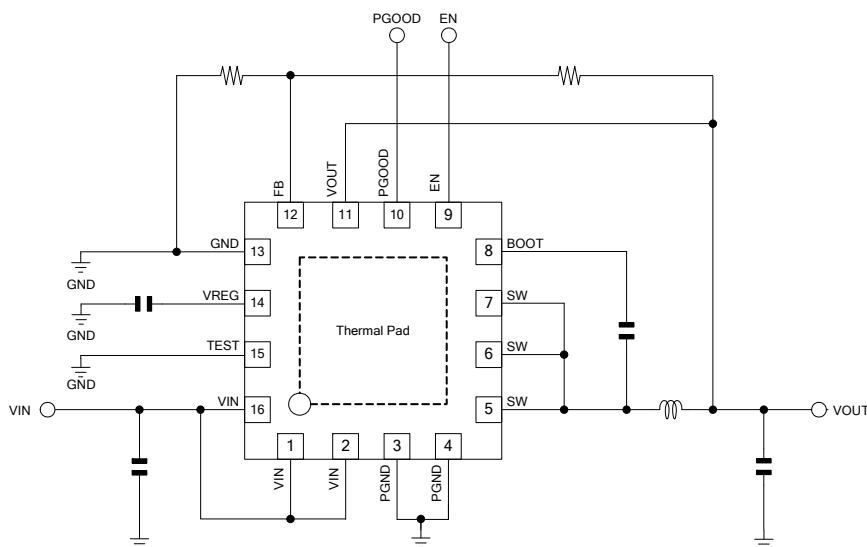 PGOOD EN
FB
VOUT
PGOOD
EN
12 11 10 9
GND 13
GND
VREG 14
GND
TEST 15
GND
VIN VIN 16
8 BOOT
7 SW
6 SW
5 SW
Thermal Pad
VOUT
1 2 3 4
VIN
VIN
PGND
PGND